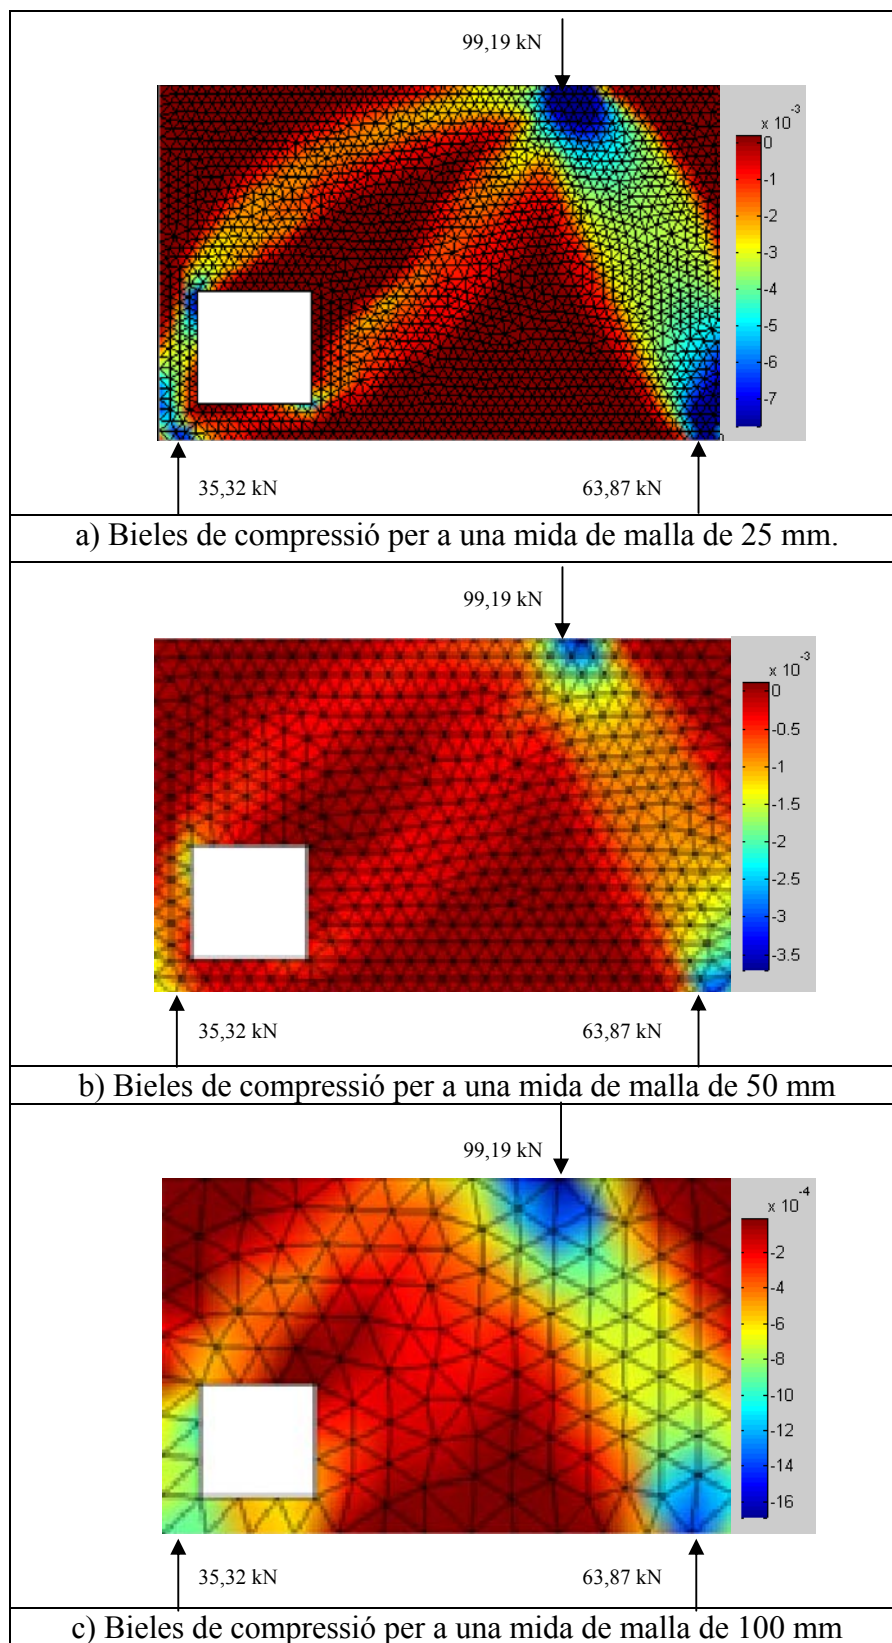 99,19 kN
x 10
-3
0
-1
-2
-3
-4
-5
-6
-7
35,32 kN
63,87 kN
a) Bieles de compressió per a una mida de malla de 25 mm.
99,19 kN
x 10
-3
0
-0.5
-1
-1.5
-2
-2.5
-3
-3.5
35,32 kN
63,87 kN
b) Bieles de compressió per a una mida de malla de 50 mm
99,19 kN
x 10
-4
-2
-4
-6
-8
-10
-12
-14
-16
35,32 kN
63,87 kN
c) Bieles de compressió per a una mida de malla de 100 mm